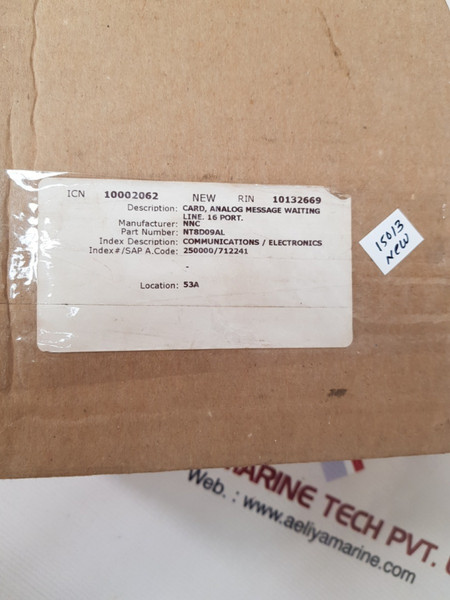 ICN 10002062 NEW RIN 10132669
Description: CARD, ANALOG MESSAGE WAITING
LINE. 16 PORT.
Manufacturer: NNC
Part Number: NT8D09AL
Index Description: COMMUNICATIONS / ELECTRONICS
Index#/SAP A.Code: 250000/712241
-
Location: 53A
15013
NEW
MARINE TECH PVT.
Web. : www.aeliyamarine.com